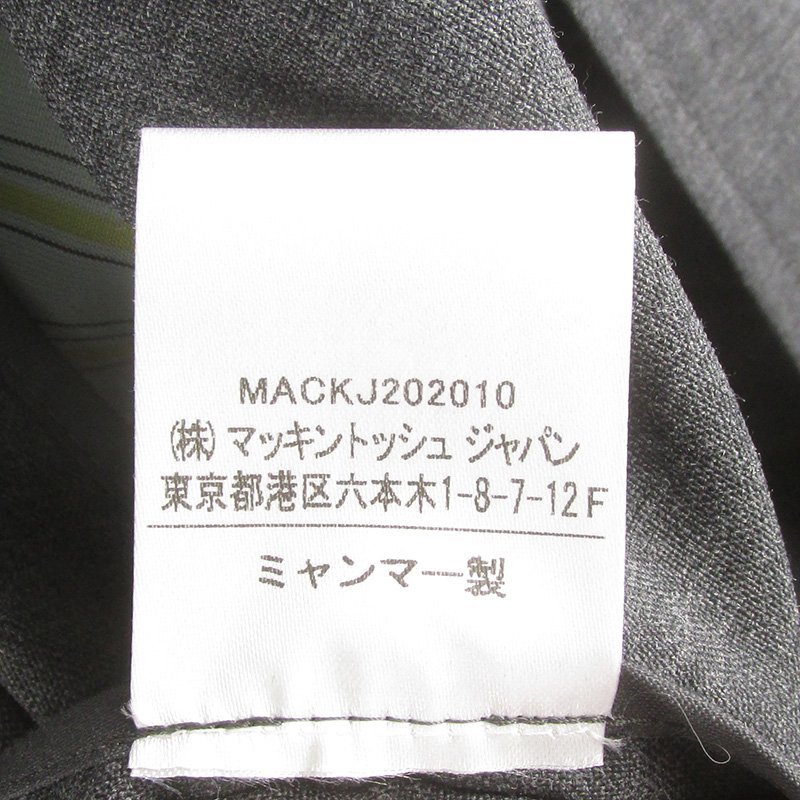 MACKJ202010
(株)マッキントッシュ ジャパン
東京都港区六本木1-8-7-12F
ミャンマー製